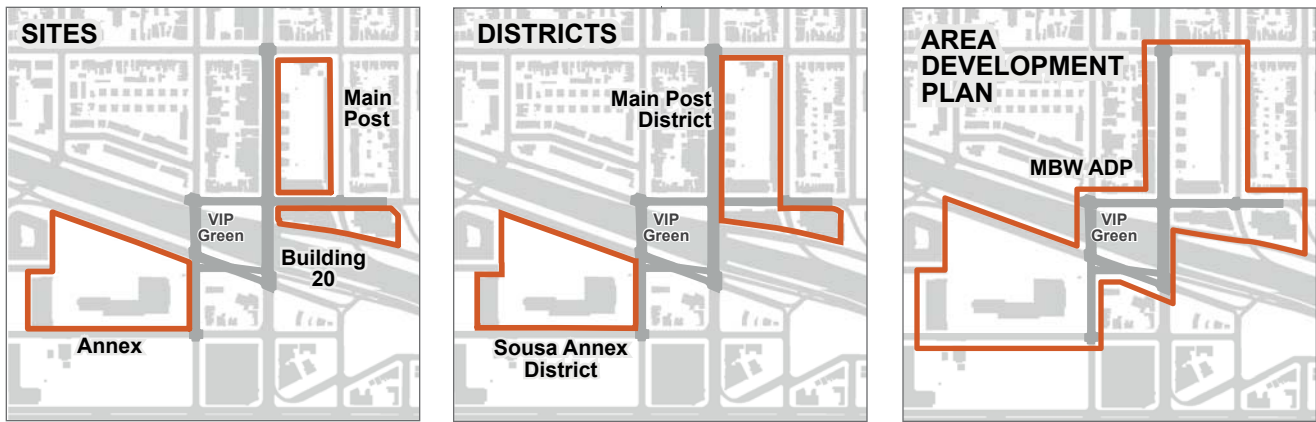 SITES
Main
Post
VIP
Green
Building
20
Annex
DISTRICTS
Main Post
District
VIP
Green
Sousa Annex
District
AREA
DEVELOPMENT
PLAN
MBW ADP
VIP
Green